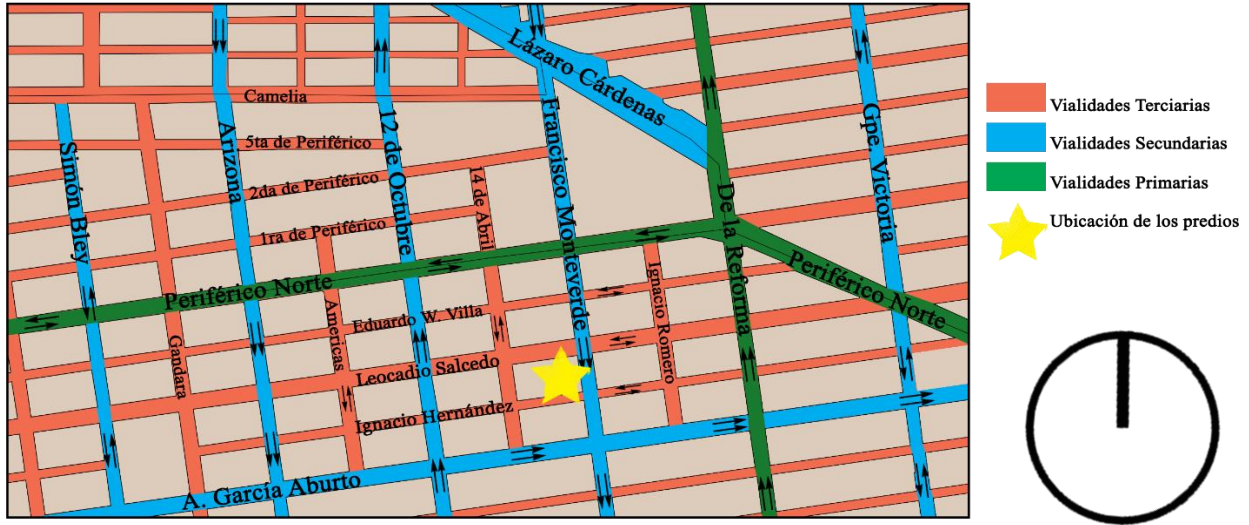 Lázaro Cárdenas
Camelia
5ta de Periférico
2da de Periférico
1ra de Periférico
Simón Bley
Arizona
12 de Octubre
14 de Abril
Francisco Monteverde
De la Reforma
Gpe. Victoria
Periférico Norte
Periférico Norte
Gandara
Americas
Eduardo W. Villa
Leocadio Salcedo
Ignacio Hernández
Ignacio Romero
A. García Aburto
Vialidades Terciarias
Vialidades Secundarias
Vialidades Primarias
Ubicación de los predios